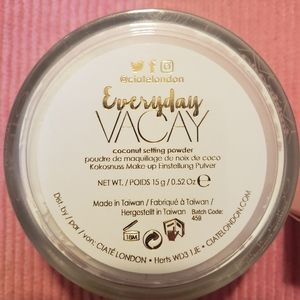 @ciatelondon
Everyday
VACAY
coconut setting powder
poudre de maquillage de noix de coco
Kokosnuss Make-up Einstellung Pulver
NET WT. / POIDS 15 g / 0.52 Oz ℮
Made in Taiwan / Fabriqué à Taiwan /
Hergestellt in Taiwan
Batch Code:
458
18M
Dist. by / par / von: CIATÉ LONDON • Herts WD3 1JE • CIATELONDON.COM